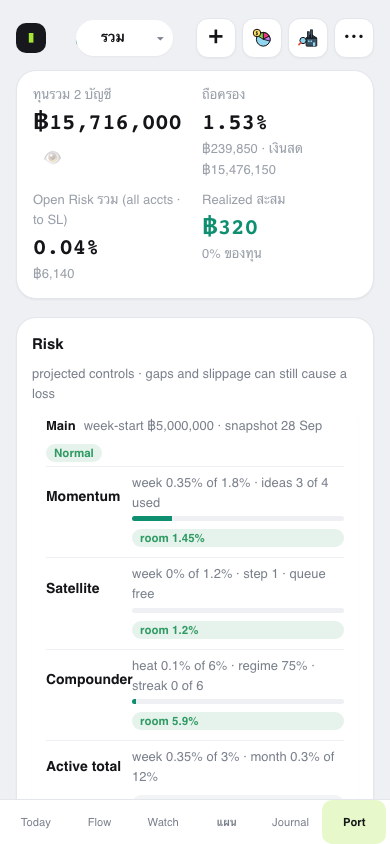 รวม
ทุนรวม 2 บัญชี
฿15,716,000
ถือครอง
1.53%
฿239,850 · เงินสด
฿15,476,150
Open Risk รวม (all accts ·
to SL)
0.04%
฿6,140
Realized สะสม
฿320
0% ของทุน
Risk
projected controls · gaps and slippage can still cause a
loss
Main week-start ฿5,000,000 · snapshot 28 Sep
Normal
Momentum
week 0.35% of 1.8% · ideas 3 of 4
used
room 1.45%
Satellite
week 0% of 1.2% · step 1 · queue
free
room 1.2%
Compounder
heat 0.1% of 6% · regime 75% ·
streak 0 of 6
room 5.9%
Active total
week 0.35% of 3% · month 0.3% of
12%
Today
Flow
Watch
แผน
Journal
Port